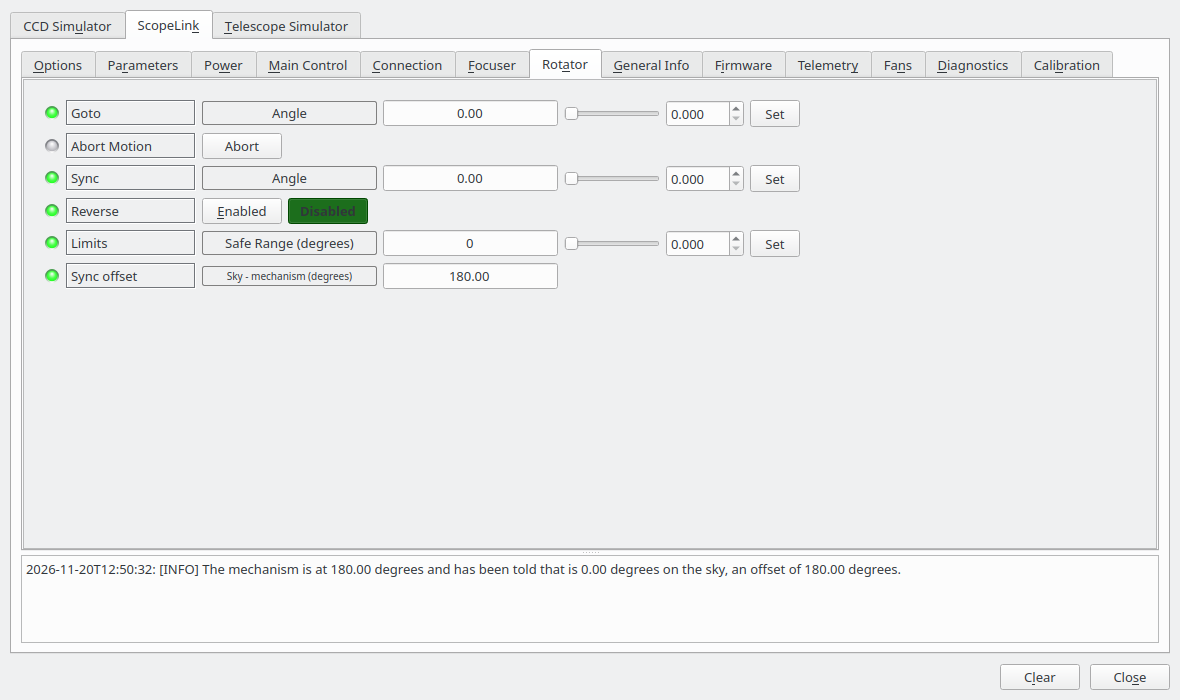 CCD Simulator ScopeLink Telescope Simulator
Options Parameters Power Main Control Connection Focuser Rotator General Info Firmware Telemetry Fans Diagnostics Calibration
Goto Angle 0.00 0.000 Set
Abort Motion Abort
Sync Angle 0.00 0.000 Set
Reverse Enabled Disabled
Limits Safe Range (degrees) 0 0.000 Set
Sync offset Sky - mechanism (degrees) 180.00
2026-11-20T12:50:32: [INFO] The mechanism is at 180.00 degrees and has been told that is 0.00 degrees on the sky, an offset of 180.00 degrees.
Clear Close